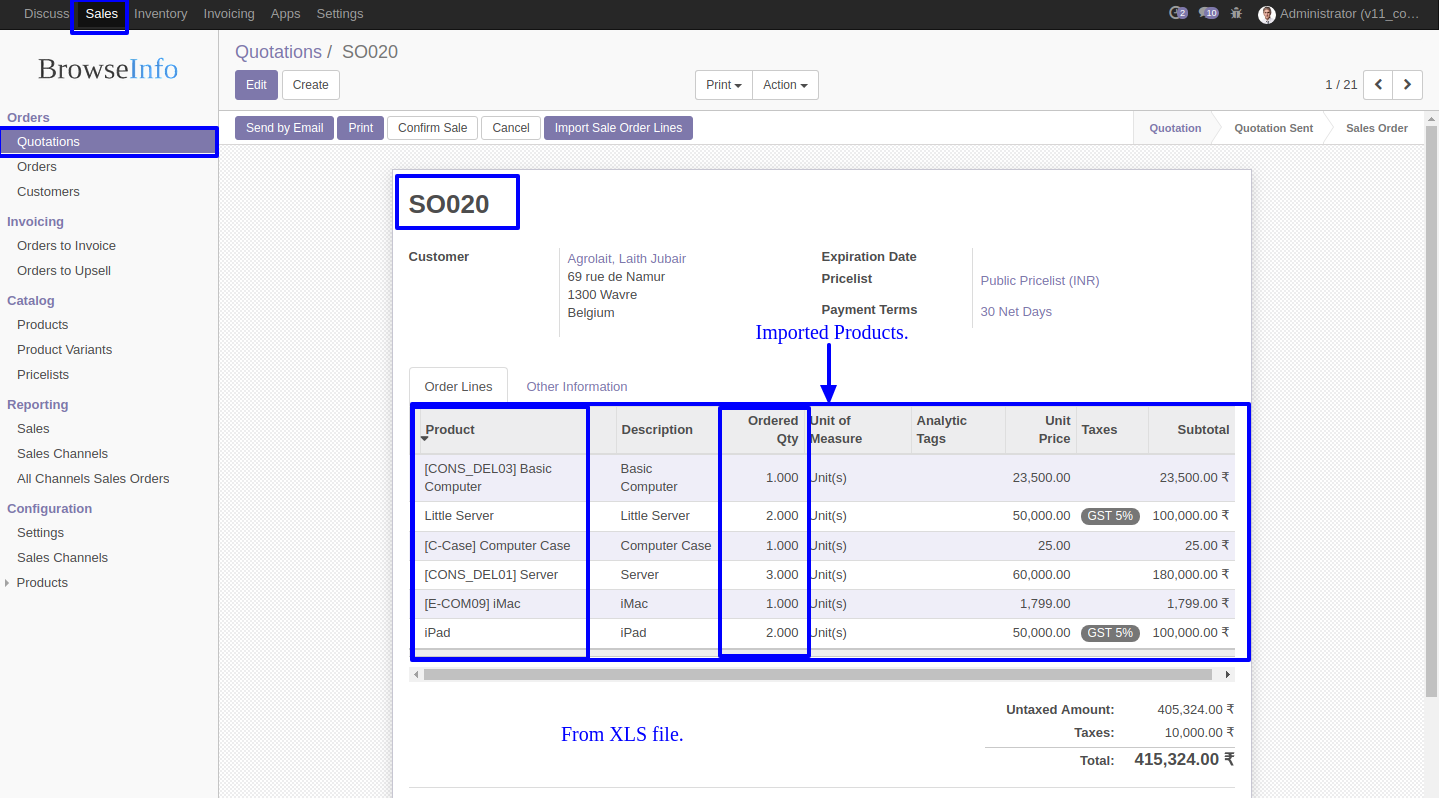 Discuss Sales Inventory Invoicing Apps Settings 2 10 Administrator (v11_co…
BrowseInfo
Quotations / SO020
Edit Create Print Action 1 / 21
Send by Email Print Confirm Sale Cancel Import Sale Order Lines Quotation Quotation Sent Sales Order
Orders
Quotations
Orders
Customers
Invoicing
Orders to Invoice
Orders to Upsell
Catalog
Products
Product Variants
Pricelists
Reporting
Sales
Sales Channels
All Channels Sales Orders
Configuration
Settings
Sales Channels
Products
SO020
Customer
Agrolait, Laith Jubair
69 rue de Namur
1300 Wavre
Belgium
Expiration Date
Pricelist Public Pricelist (INR)
Payment Terms 30 Net Days
Imported Products.
Order Lines Other Information
Product Description Ordered Qty Unit of Measure Analytic Tags Unit Price Taxes Subtotal
[CONS_DEL03] Basic Computer Basic Computer 1.000 Unit(s) 23,500.00 23,500.00 ₹
Little Server Little Server 2.000 Unit(s) 50,000.00 GST 5% 100,000.00 ₹
[C-Case] Computer Case Computer Case 1.000 Unit(s) 25.00 25.00 ₹
[CONS_DEL01] Server Server 3.000 Unit(s) 60,000.00 180,000.00 ₹
[E-COM09] iMac iMac 1.000 Unit(s) 1,799.00 1,799.00 ₹
iPad iPad 2.000 Unit(s) 50,000.00 GST 5% 100,000.00 ₹
Untaxed Amount: 405,324.00 ₹
From XLS file.
Taxes: 10,000.00 ₹
Total: 415,324.00 ₹